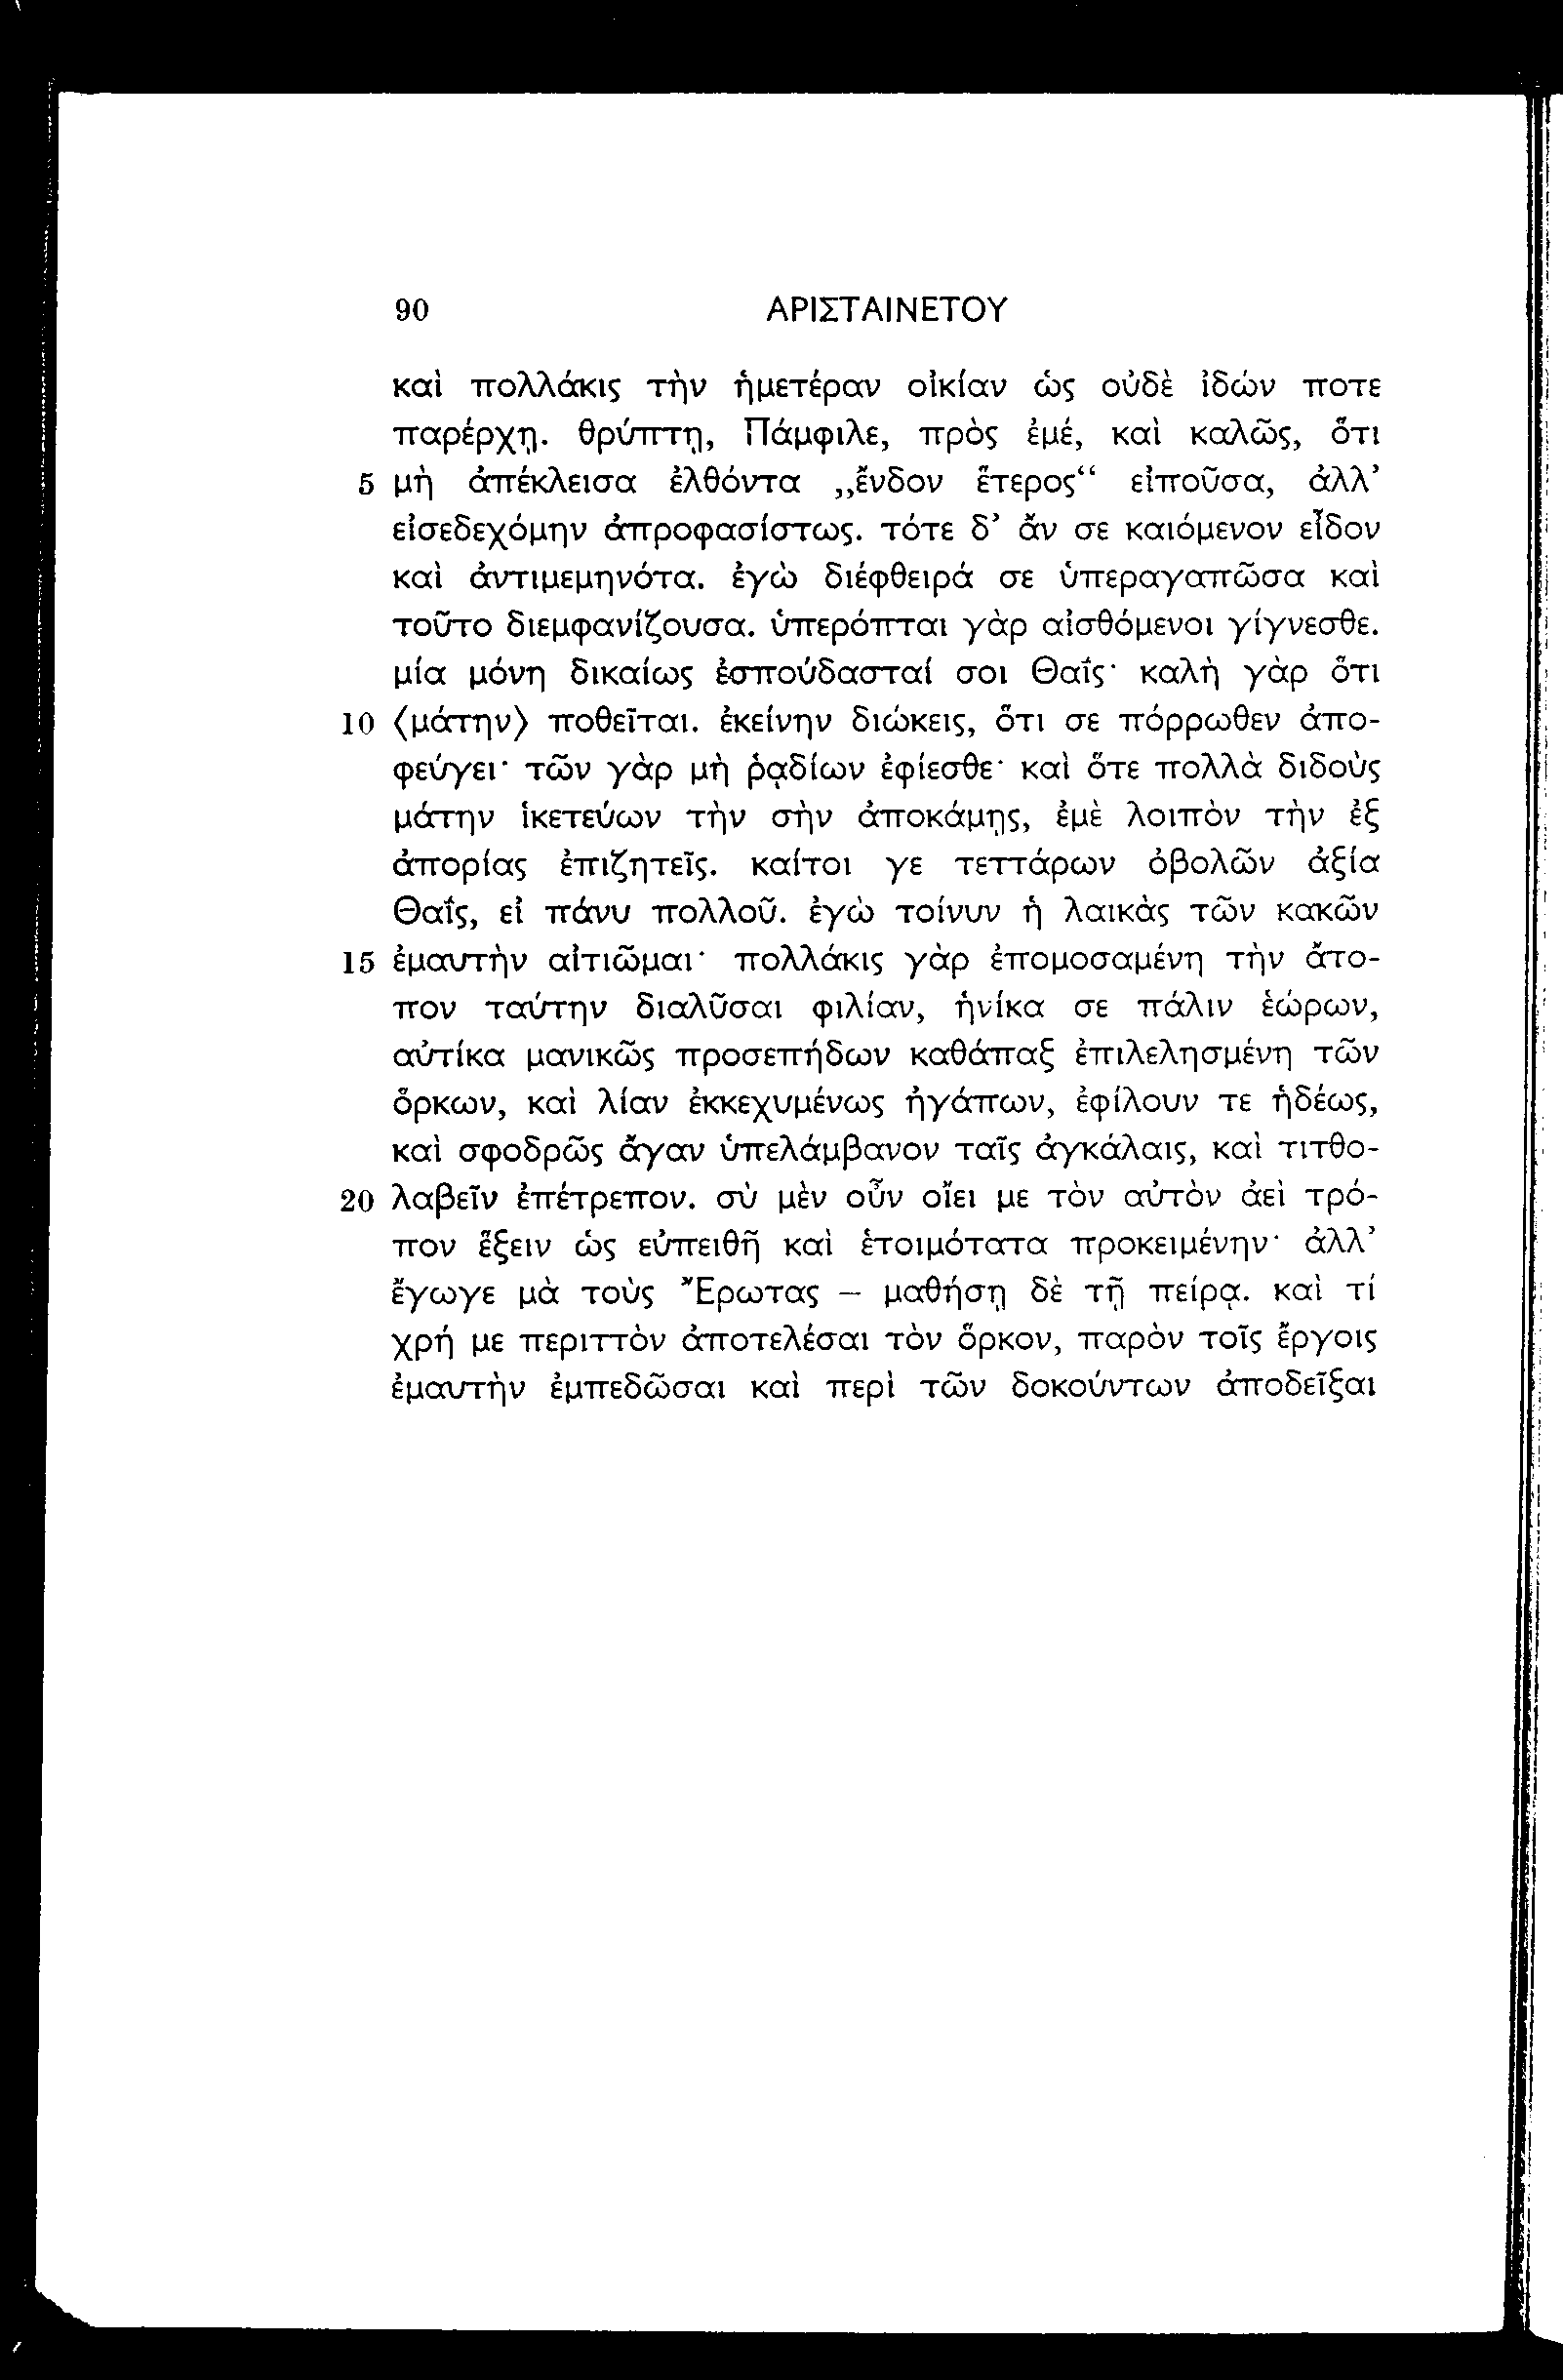 90 ΑΡΙΣΤΑΙΝΕΤΟΥ
καὶ πολλάκις τὴν ἡμετέραν οἰκίαν ὡς οὐδὲ ἰδών ποτε
παρέρχῃ. θρύπτῃ, Πάμφιλε, πρὸς ἐμέ, καὶ καλῶς, ὅτι
5 μὴ ἀπέκλεισα ἐλθόντα „ἔνδον ἕτερος“ εἰποῦσα, ἀλλ’
εἰσεδεχόμην ἀπροφασίστως. τότε δ’ ἄν σε καιόμενον εἶδον
καὶ ἀντιμεμηνότα. ἐγὼ διέφθειρά σε ὑπεραγαπῶσα καὶ
τοῦτο διεμφανίζουσα. ὑπερόπται γὰρ αἰσθόμενοι γίγνεσθε.
μία μόνη δικαίως ἐσπούδασταί σοι Θαΐς· καλὴ γὰρ ὅτι
10 ⟨μάτην⟩ ποθεῖται. ἐκείνην διώκεις, ὅτι σε πόρρωθεν ἀπο-
φεύγει· τῶν γὰρ μὴ ῥᾳδίων ἐφίεσθε· καὶ ὅτε πολλὰ διδοὺς
μάτην ἱκετεύων τὴν σὴν ἀποκάμῃς, ἐμὲ λοιπὸν τὴν ἐξ
ἀπορίας ἐπιζητεῖς. καίτοι γε τεττάρων ὀβολῶν ἀξία
Θαΐς, εἰ πάνυ πολλοῦ. ἐγὼ τοίνυν ἡ λαικὰς τῶν κακῶν
15 ἐμαυτὴν αἰτιῶμαι· πολλάκις γὰρ ἐπομοσαμένη τὴν ἄτο-
πον ταύτην διαλῦσαι φιλίαν, ἡνίκα σε πάλιν ἑώρων,
αὐτίκα μανικῶς προσεπήδων καθάπαξ ἐπιλελησμένη τῶν
ὅρκων, καὶ λίαν ἐκκεχυμένως ἠγάπων, ἐφίλουν τε ἡδέως,
καὶ σφοδρῶς ἄγαν ὑπελάμβανον ταῖς ἀγκάλαις, καὶ τιτθο-
20 λαβεῖν ἐπέτρεπον. σὺ μὲν οὖν οἴει με τὸν αὐτὸν ἀεὶ τρό-
πον ἕξειν ὡς εὐπειθῆ καὶ ἑτοιμότατα προκειμένην· ἀλλ’
ἔγωγε μὰ τοὺς Ἔρωτας – μαθήσῃ δὲ τῇ πείρᾳ. καὶ τί
χρή με περιττὸν ἀποτελέσαι τὸν ὅρκον, παρὸν τοῖς ἔργοις
ἐμαυτὴν ἐμπεδῶσαι καὶ περὶ τῶν δοκούντων ἀποδεῖξαι